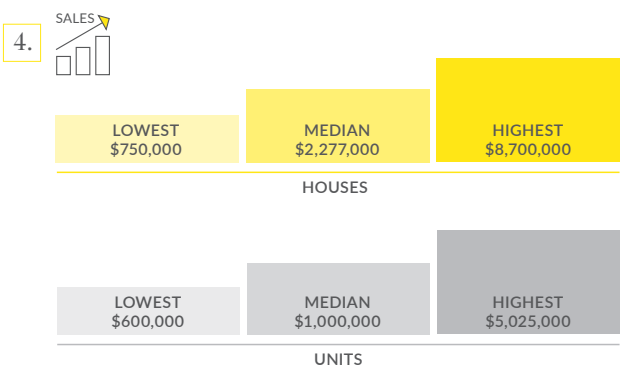 4.
SALES
LOWEST
$750,000
MEDIAN
$2,277,000
HIGHEST
$8,700,000
HOUSES
LOWEST
$600,000
MEDIAN
$1,000,000
HIGHEST
$5,025,000
UNITS